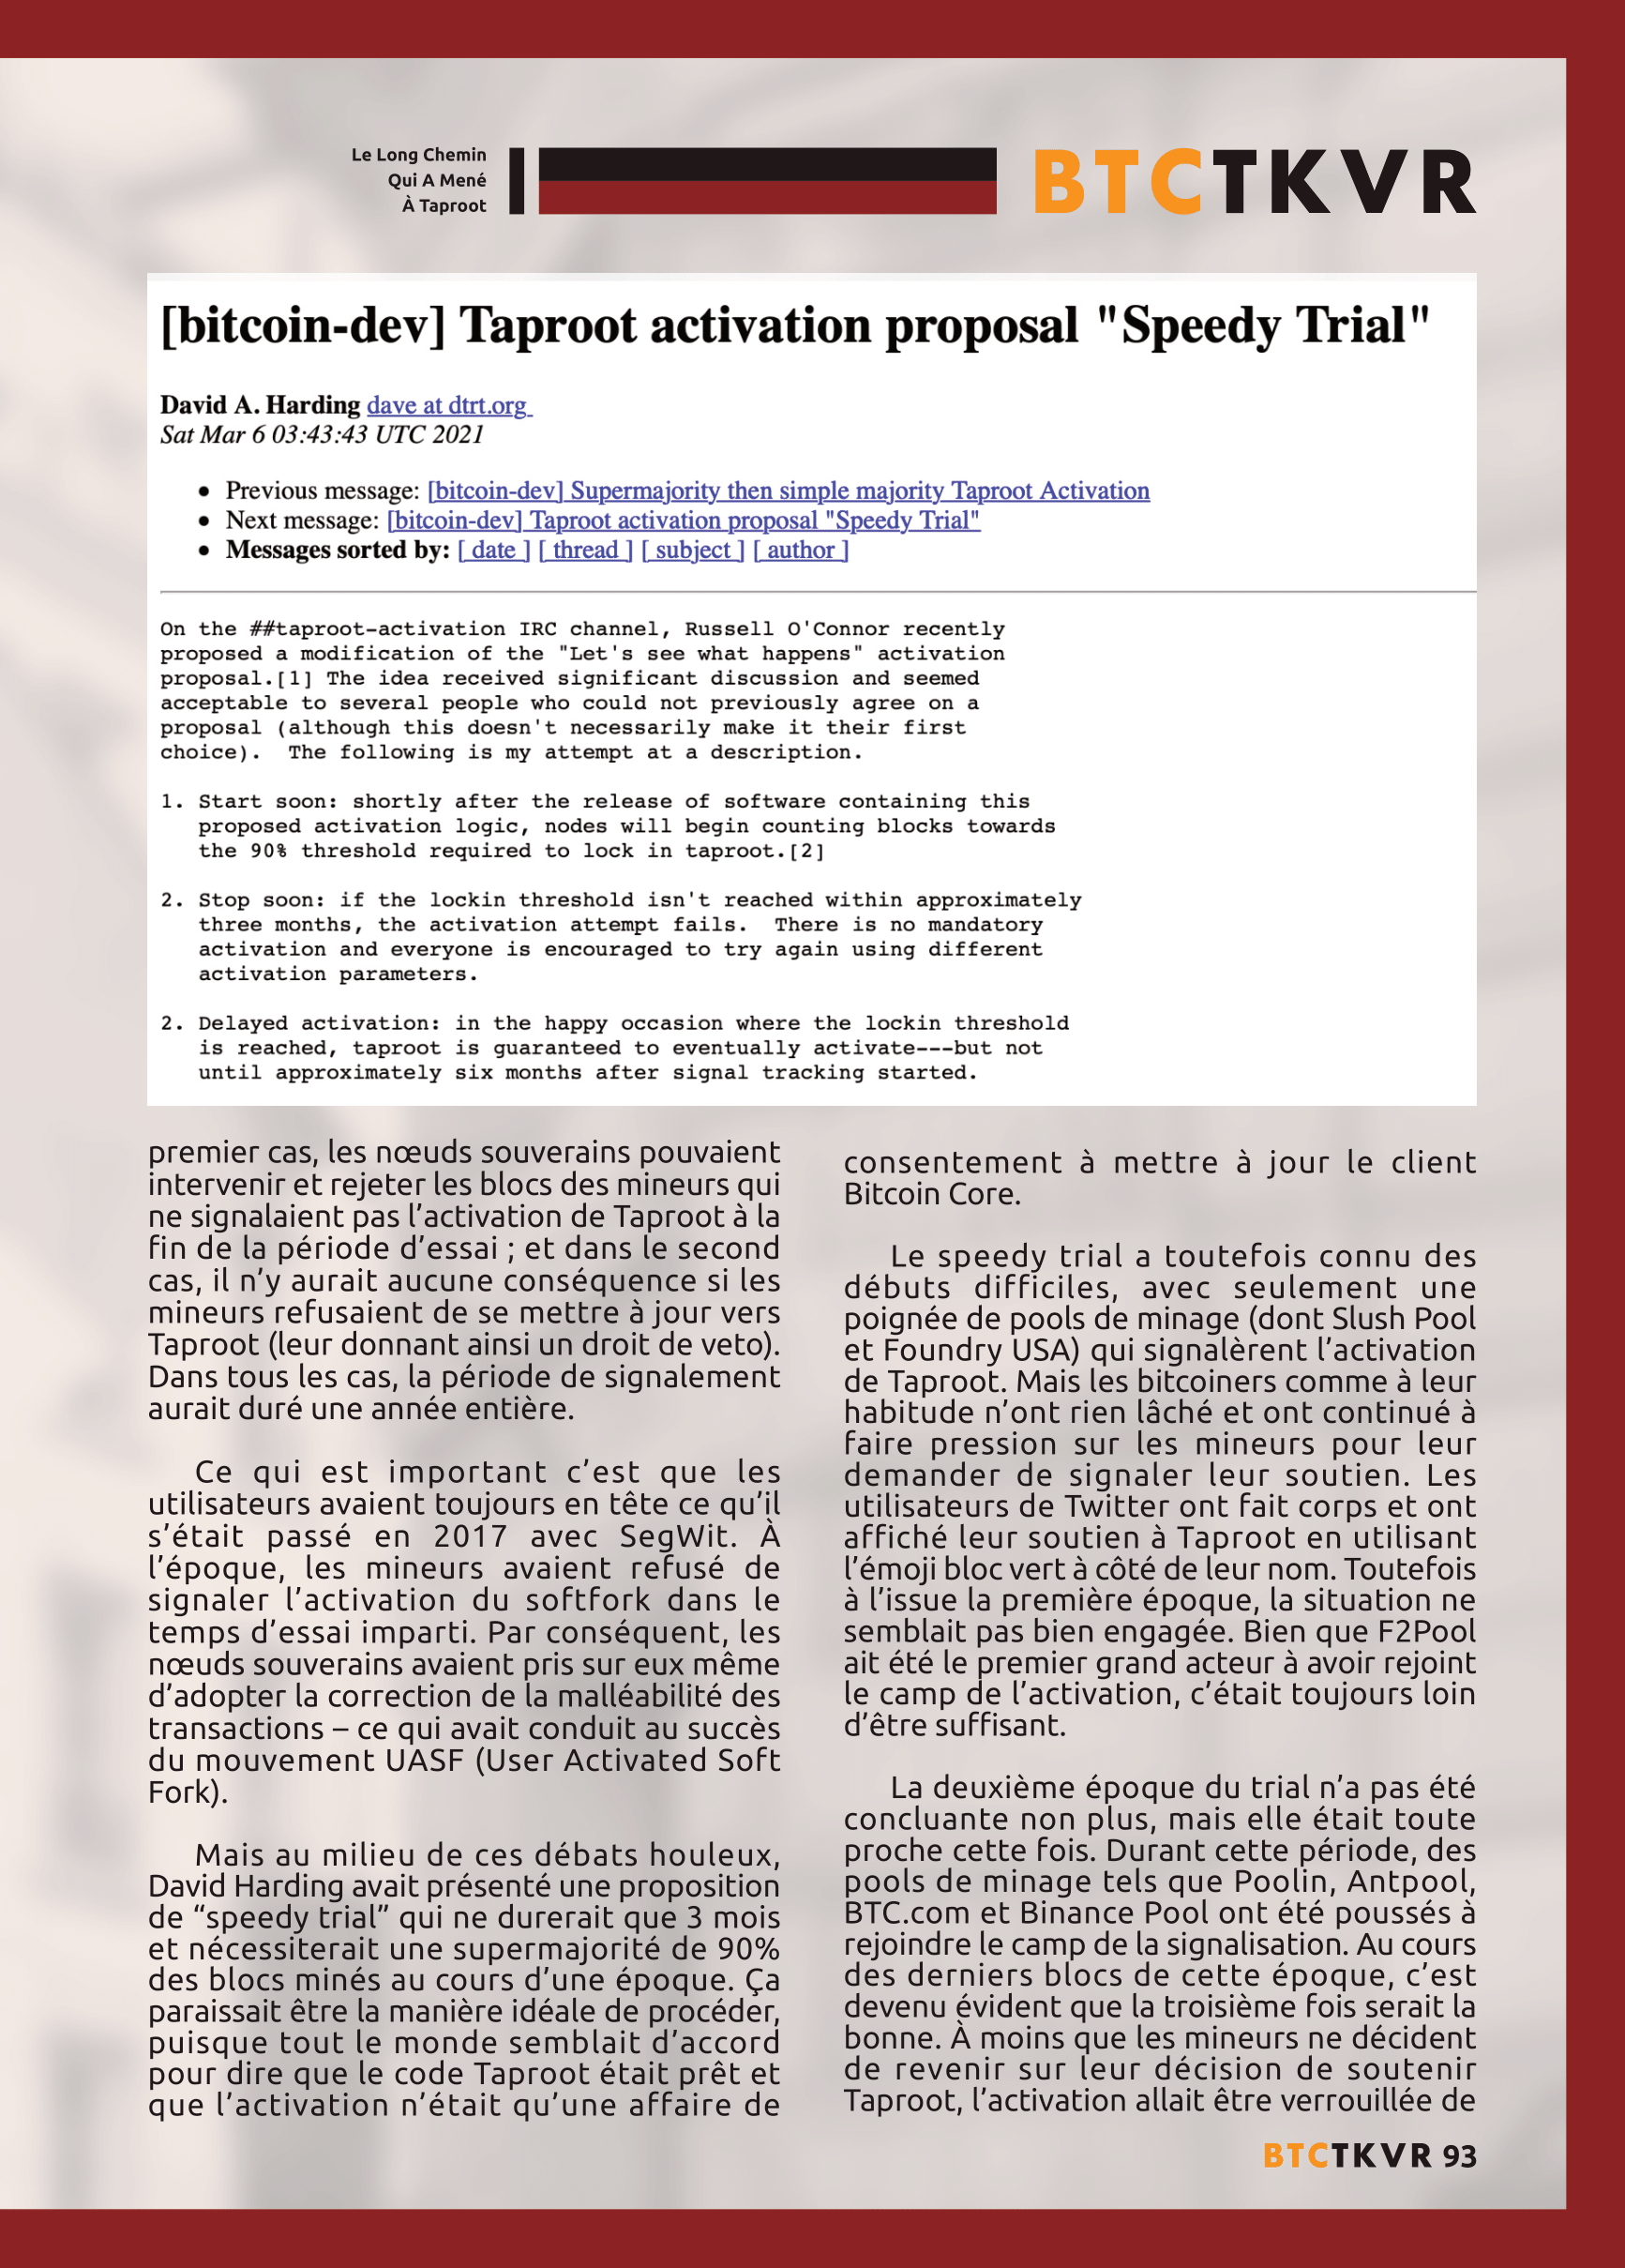 Le Long Chemin
Qui A Mené
À Taproot
BTCTKVR
[bitcoin-dev] Taproot activation proposal "Speedy Trial"
David A. Harding dave at dtrt.org
Sat Mar 6 03:43:43 UTC 2021
• Previous message: [bitcoin-dev] Supermajority then simple majority Taproot Activation
• Next message: [bitcoin-dev] Taproot activation proposal "Speedy Trial"
• Messages sorted by: [ date ] [ thread ] [ subject ] [ author ]
On the ##taproot-activation IRC channel, Russell O'Connor recently
proposed a modification of the "Let's see what happens" activation
proposal.[1] The idea received significant discussion and seemed
acceptable to several people who could not previously agree on a
proposal (although this doesn't necessarily make it their first
choice).  The following is my attempt at a description.
1. Start soon: shortly after the release of software containing this
proposed activation logic, nodes will begin counting blocks towards
the 90% threshold required to lock in taproot.[2]
2. Stop soon: if the lockin threshold isn't reached within approximately
three months, the activation attempt fails.  There is no mandatory
activation and everyone is encouraged to try again using different
activation parameters.
2. Delayed activation: in the happy occasion where the lockin threshold
is reached, taproot is guaranteed to eventually activate---but not
until approximately six months after signal tracking started.
premier cas, les nœuds souverains pouvaient
intervenir et rejeter les blocs des mineurs qui
ne signalaient pas l’activation de Taproot à la
fin de la période d’essai ; et dans le second
cas, il n’y aurait aucune conséquence si les
mineurs refusaient de se mettre à jour vers
Taproot (leur donnant ainsi un droit de veto).
Dans tous les cas, la période de signalement
aurait duré une année entière.
Ce qui est important c’est que les
utilisateurs avaient toujours en tête ce qu’il
s’était passé en 2017 avec SegWit. À
l’époque, les mineurs avaient refusé de
signaler l’activation du softfork dans le
temps d’essai imparti. Par conséquent, les
nœuds souverains avaient pris sur eux même
d’adopter la correction de la malléabilité des
transactions – ce qui avait conduit au succès
du mouvement UASF (User Activated Soft
Fork).
Mais au milieu de ces débats houleux,
David Harding avait présenté une proposition
de “speedy trial” qui ne durerait que 3 mois
et nécessiterait une supermajorité de 90%
des blocs minés au cours d’une époque. Ça
paraissait être la manière idéale de procéder,
puisque tout le monde semblait d’accord
pour dire que le code Taproot était prêt et
que l’activation n’était qu’une affaire de
consentement à mettre à jour le client
Bitcoin Core.
Le speedy trial a toutefois connu des
débuts difficiles, avec seulement une
poignée de pools de minage (dont Slush Pool
et Foundry USA) qui signalèrent l’activation
de Taproot. Mais les bitcoiners comme à leur
habitude n’ont rien lâché et ont continué à
faire pression sur les mineurs pour leur
demander de signaler leur soutien. Les
utilisateurs de Twitter ont fait corps et ont
affiché leur soutien à Taproot en utilisant
l’émoji bloc vert à côté de leur nom. Toutefois
à l’issue la première époque, la situation ne
semblait pas bien engagée. Bien que F2Pool
ait été le premier grand acteur à avoir rejoint
le camp de l’activation, c’était toujours loin
d’être suffisant.
La deuxième époque du trial n’a pas été
concluante non plus, mais elle était toute
proche cette fois. Durant cette période, des
pools de minage tels que Poolin, Antpool,
BTC.com et Binance Pool ont été poussés à
rejoindre le camp de la signalisation. Au cours
des derniers blocs de cette époque, c’est
devenu évident que la troisième fois serait la
bonne. À moins que les mineurs ne décident
de revenir sur leur décision de soutenir
Taproot, l’activation allait être verrouillée de
BTCTKVR 93